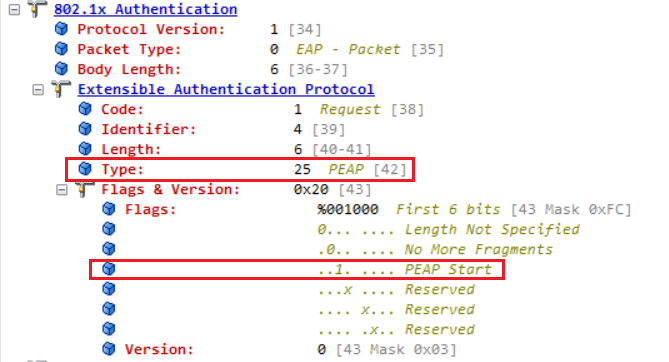 802.1x Authentication
Protocol Version: 1 [34]
Packet Type: 0 EAP - Packet [35]
Body Length: 6 [36-37]
Extensible Authentication Protocol
Code: 1 Request [38]
Identifier: 4 [39]
Length: 6 [40-41]
Type: 25 PEAP [42]
Flags & Version: 0x20 [43]
Flags: %001000 First 6 bits [43 Mask 0xFC]
0... .... Length Not Specified
.0.. .... No More Fragments
..1. .... PEAP Start
...x .... Reserved
.... x... Reserved
.... .x.. Reserved
Version: 0 [43 Mask 0x03]